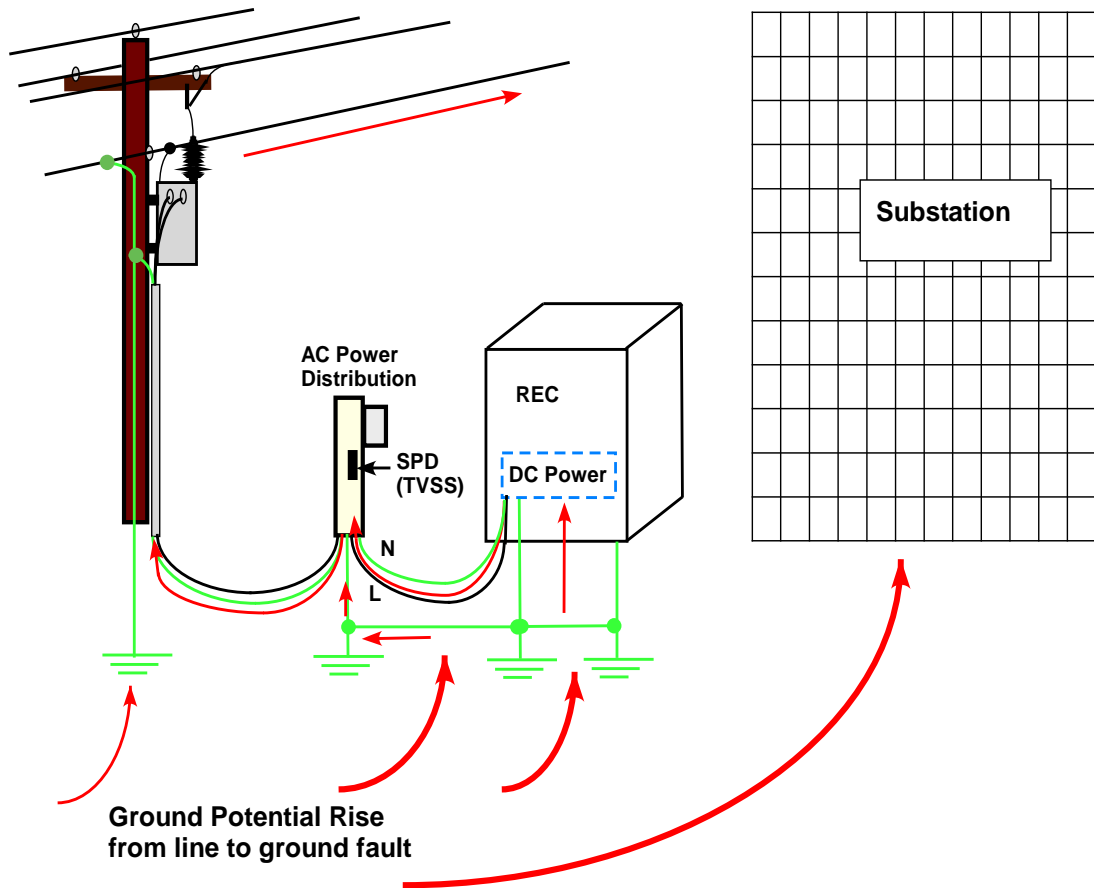 Substation
AC Power
Distribution
REC
SPD
(TVSS)
DC Power
N
L
Ground Potential Rise
from line to ground fault